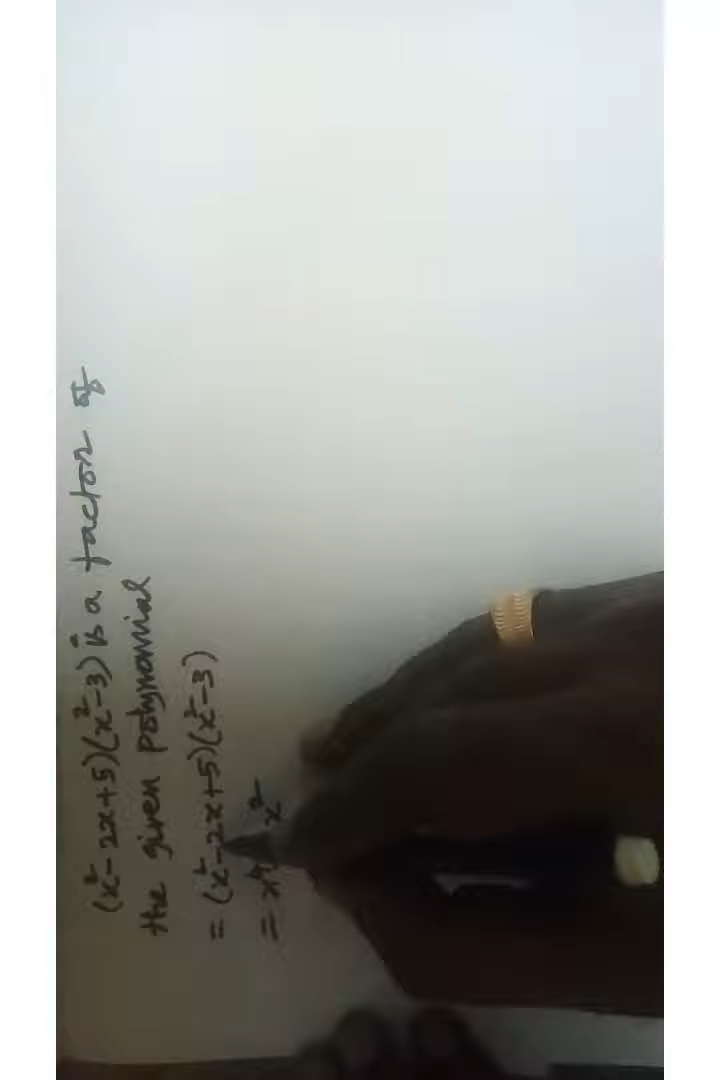 (x²-2x+5)(x²-3) is a factor of
the given polynomial
= (x²-2x+5)(x²-3)
= x⁴ x²